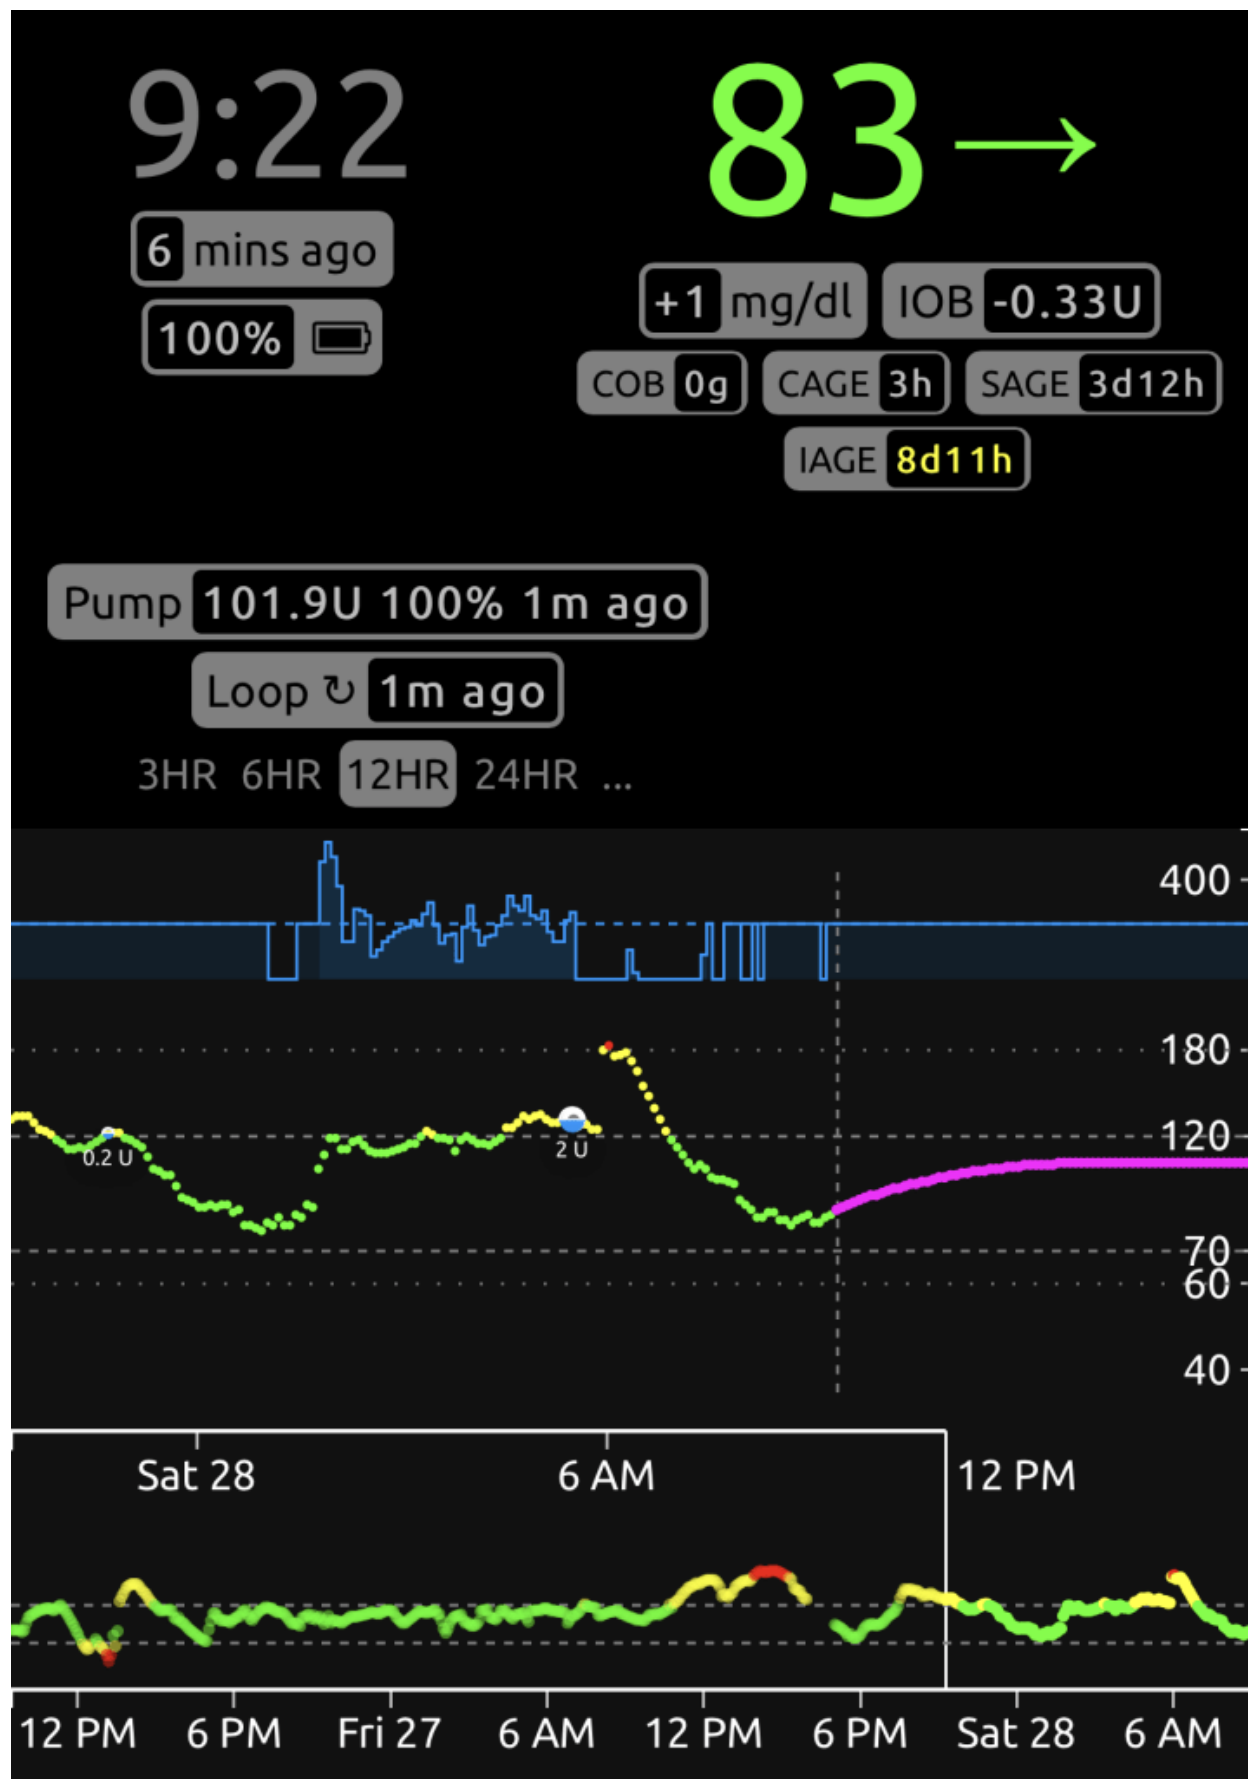 9:22
83→
6 mins ago
100%
+1 mg/dl IOB -0.33U
COB 0g CAGE 3h SAGE 3d12h
IAGE 8d11h
Pump 101.9U 100% 1m ago
Loop ↻ 1m ago
3HR 6HR 12HR 24HR ...
400
180
120
0.2 U
2 U
70
60
40
Sat 28 6 AM 12 PM
12 PM 6 PM Fri 27 6 AM 12 PM 6 PM Sat 28 6 AM